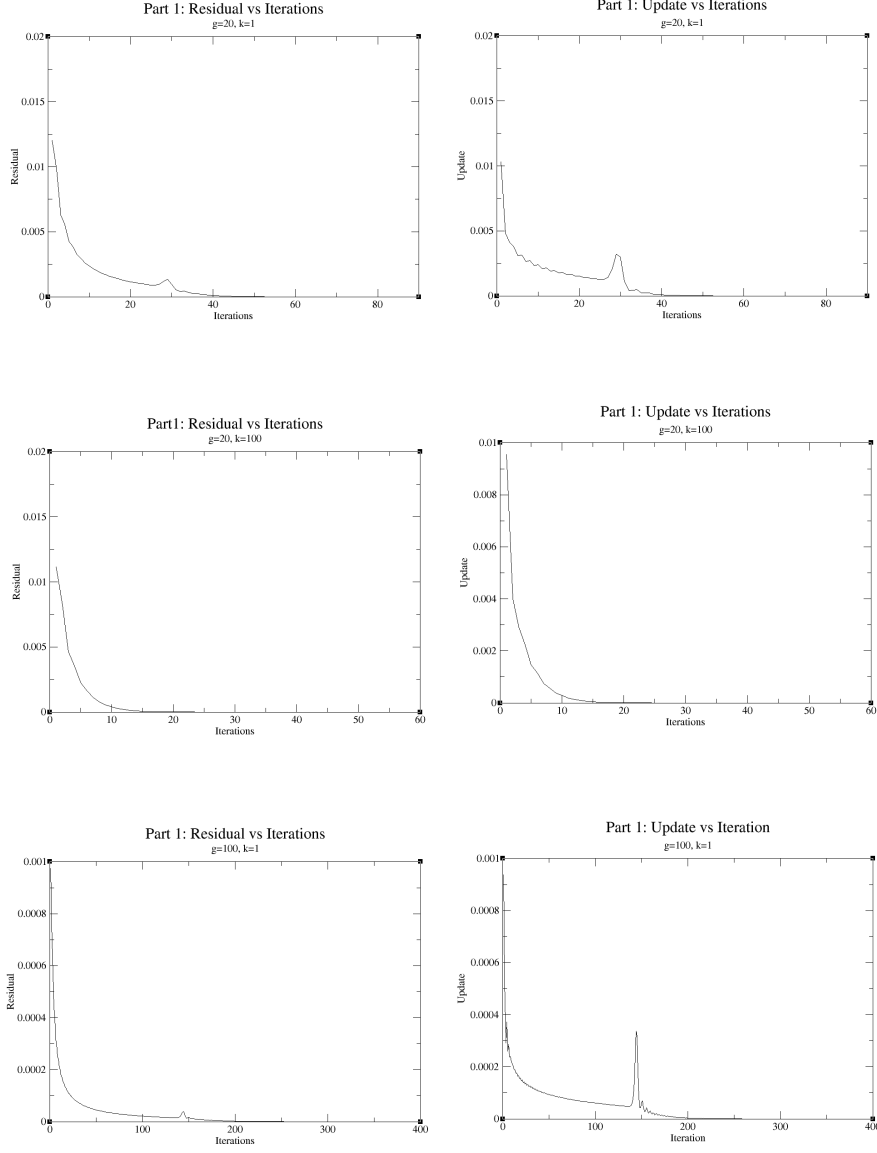 Part 1: Residual vs Iterations
g=20, k=1
0.02
0.015
0.01
0.005
0
Residual
0 20 40 60 80
Iterations
Part 1: Update vs Iterations
g=20, k=1
0.02
0.015
0.01
0.005
0
Update
0 20 40 60 80
Iterations
Part1: Residual vs Iterations
g=20, k=100
0.02
0.015
0.01
0.005
0
Residual
0 10 20 30 40 50 60
Iterations
Part 1: Update vs Iterations
g=20, k=100
0.01
0.008
0.006
0.004
0.002
0
Update
0 10 20 30 40 50 60
Iterations
Part 1: Residual vs Iterations
g=100, k=1
0.001
0.0008
0.0006
0.0004
0.0002
0
Residual
0 100 200 300 400
Iterations
Part 1: Update vs Iteration
g=100, k=1
0.001
0.0008
0.0006
0.0004
0.0002
0
Update
0 100 200 300 400
Iteration